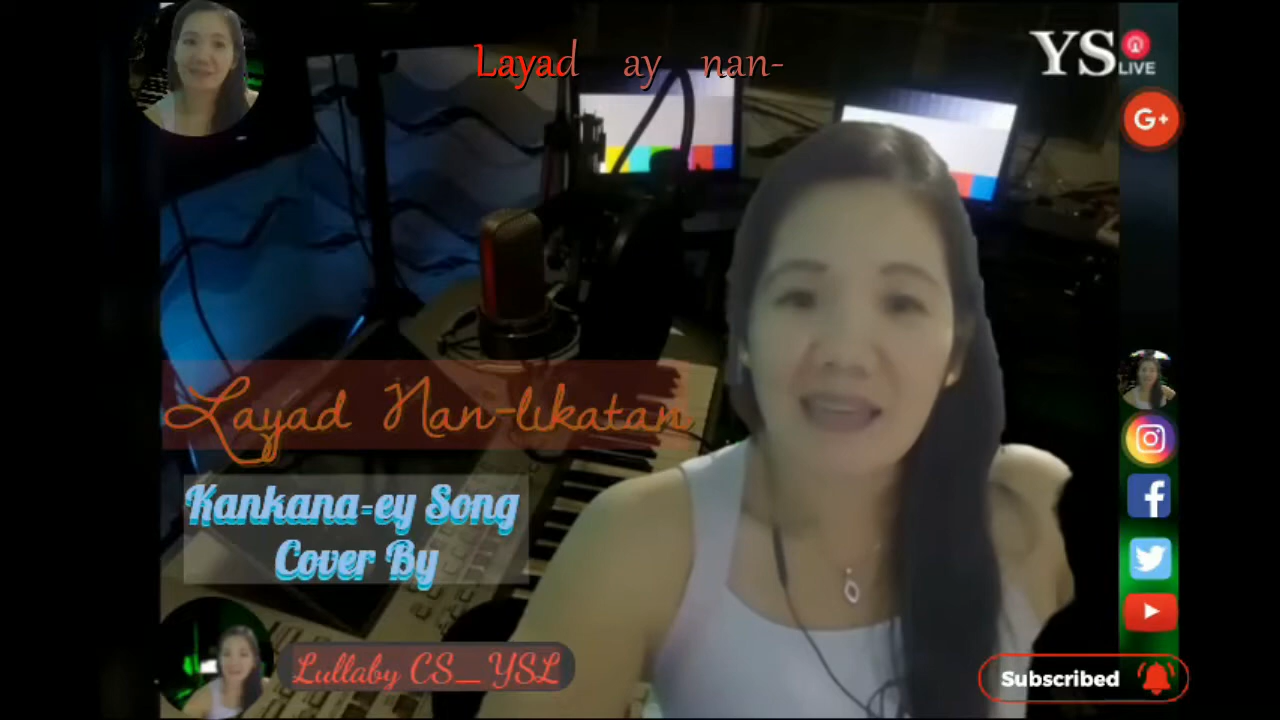 Layad ay nan-
YS
LIVE
G+
Layad Nan-likatan
Kankana-ey Song
Cover By
Lullaby CS_YSL
Subscribed